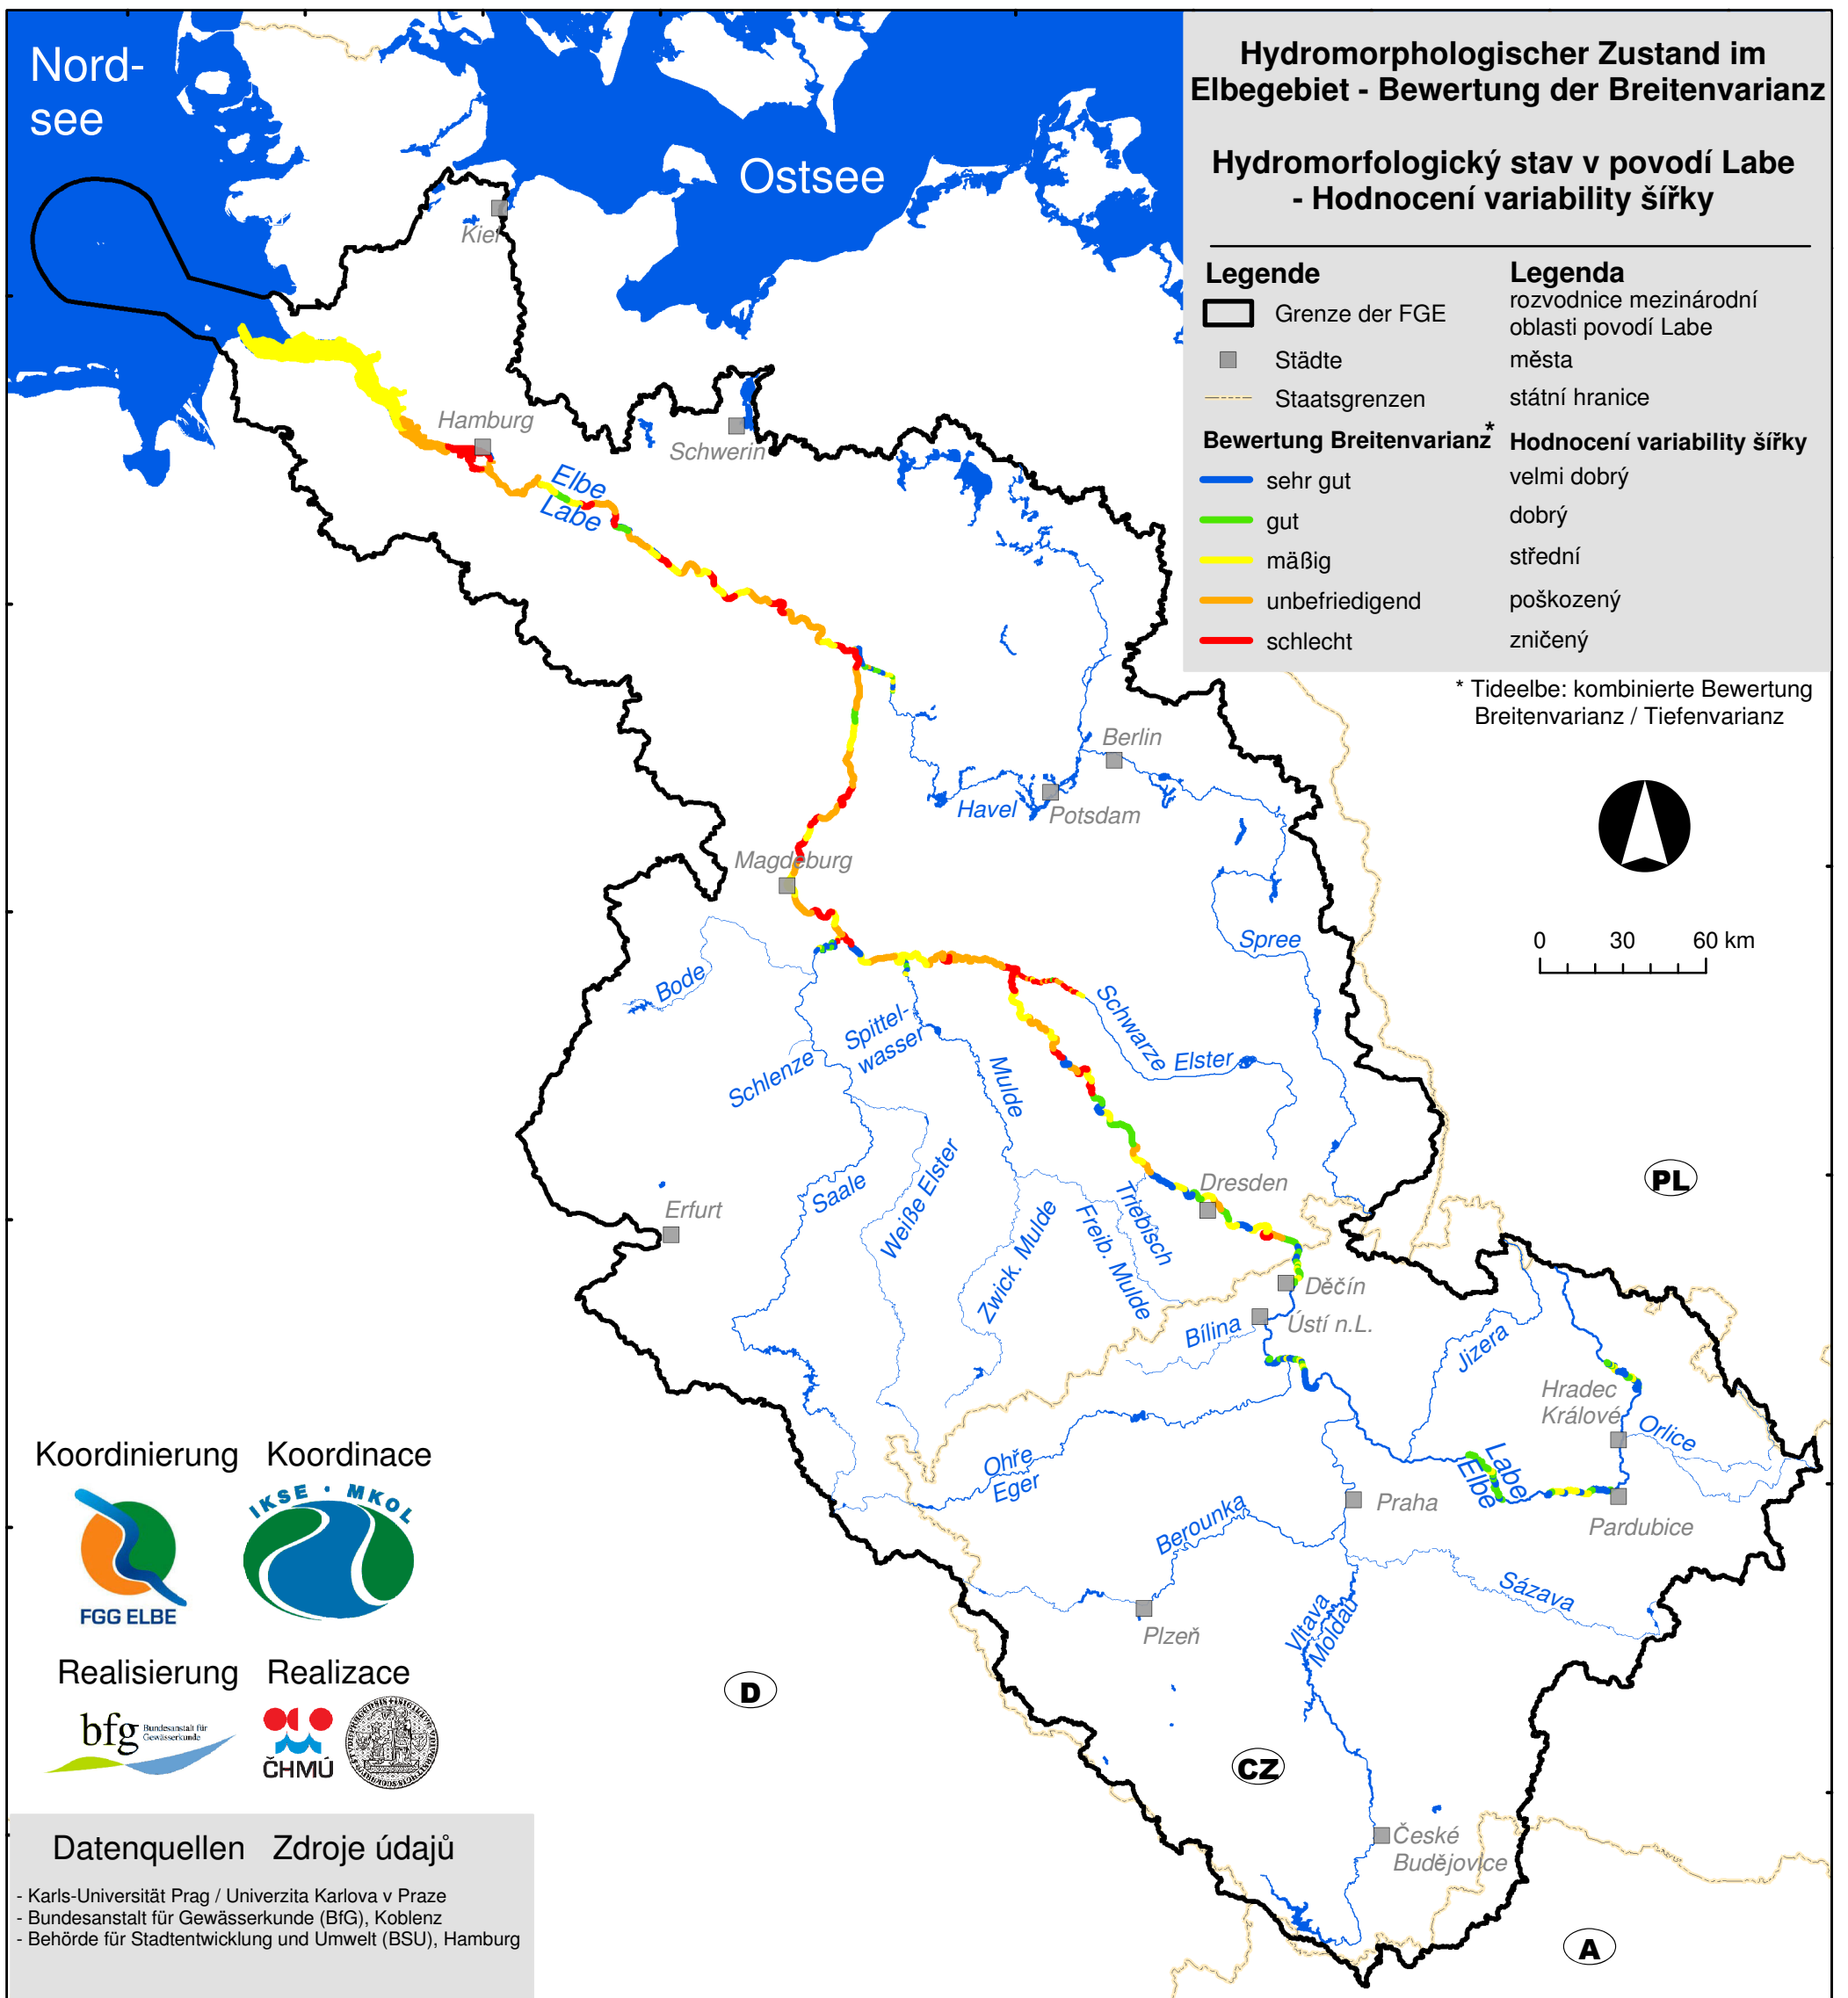 Nord-
see
Ostsee
Hydromorphologischer Zustand im
Elbegebiet - Bewertung der Breitenvarianz
Hydromorfologický stav v povodí Labe
- Hodnocení variability šířky
Legende
Legenda
Grenze der FGE
rozvodnice mezinárodní
oblasti povodí Labe
Städte
města
Staatsgrenzen
státní hranice
Bewertung Breitenvarianz*
Hodnocení variability šířky
sehr gut
velmi dobrý
gut
dobrý
mäßig
střední
unbefriedigend
poškozený
schlecht
zničený
* Tideelbe: kombinierte Bewertung
Breitenvarianz / Tiefenvarianz
0 30 60 km
Kiel
Hamburg
Schwerin
Elbe
Labe
Berlin
Havel
Potsdam
Magdeburg
Spree
Bode
Spittel-
wasser
Schlenze
Mulde
Schwarze Elster
Saale
Weiße Elster
Zwick. Mulde
Freib. Mulde
Triebisch
Dresden
Erfurt
PL
Děčín
Ústí n.L.
Bílina
Jizera
Hradec
Králové
Orlice
Labe
Elbe
Ohře
Eger
Praha
Pardubice
Berounka
Sázava
Plzeň
Vltava
Moldau
D
CZ
České
Budějovice
A
Koordinierung Koordinace
FGG ELBE
IKSE · MKOL
Realisierung Realizace
bfg Bundesanstalt für
Gewässerkunde
ČHMÚ
Datenquellen Zdroje údajů
- Karls-Universität Prag / Univerzita Karlova v Praze
- Bundesanstalt für Gewässerkunde (BfG), Koblenz
- Behörde für Stadtentwicklung und Umwelt (BSU), Hamburg